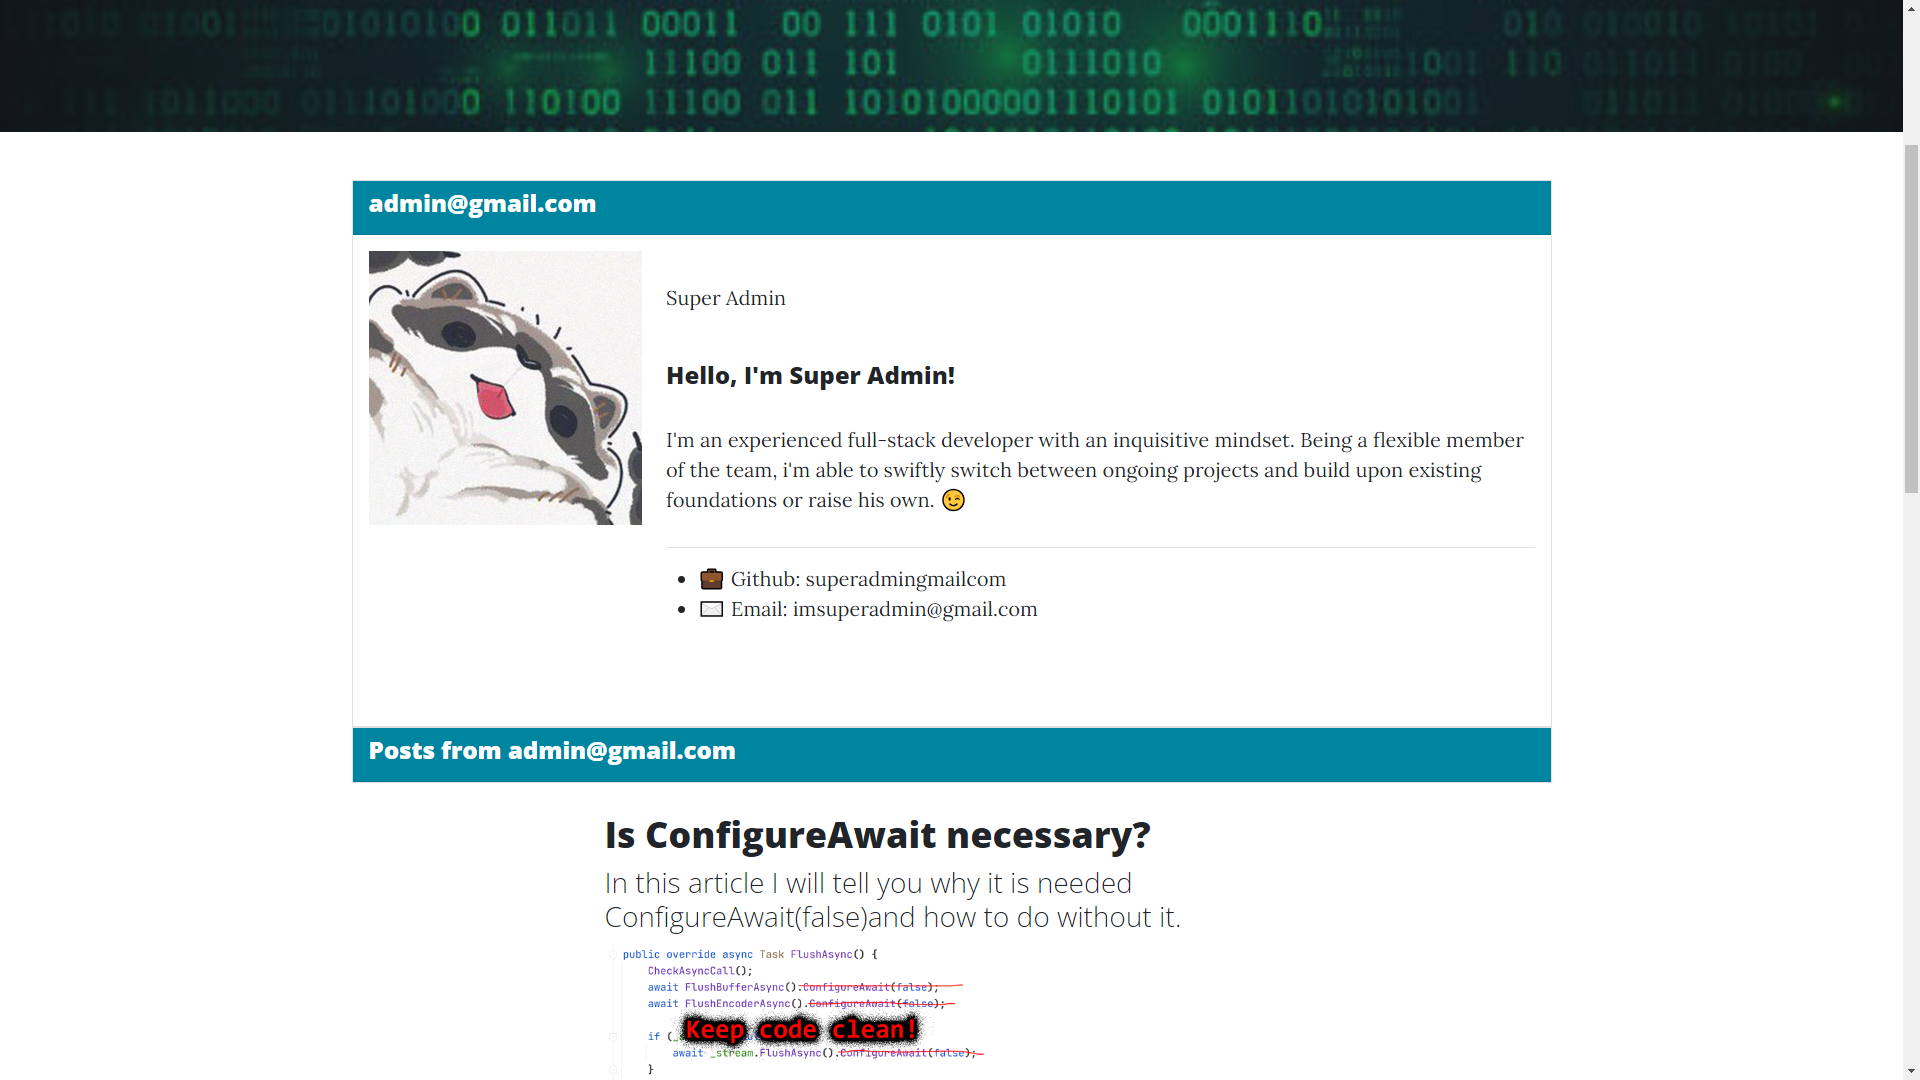 00 011011 00011 00 111 0101 01010 0001110
11100 011 101 0111010
0 110100 11100 011 10101000001110101 0101
admin@gmail.com
Super Admin
Hello, I'm Super Admin!
I'm an experienced full-stack developer with an inquisitive mindset. Being a flexible member
of the team, i'm able to swiftly switch between ongoing projects and build upon existing
foundations or raise his own. 😉
• 💼 Github: superadmingmailcom
• ✉️ Email: imsuperadmin@gmail.com
Posts from admin@gmail.com
Is ConfigureAwait necessary?
In this article I will tell you why it is needed
ConfigureAwait(false)and how to do without it.
public override async Task FlushAsync() {
CheckAsyncCall();
await FlushBufferAsync().ConfigureAwait(false);
await FlushEncoderAsync().ConfigureAwait(false);
if (
Keep code clean!
await _stream.FlushAsync().ConfigureAwait(false);
}